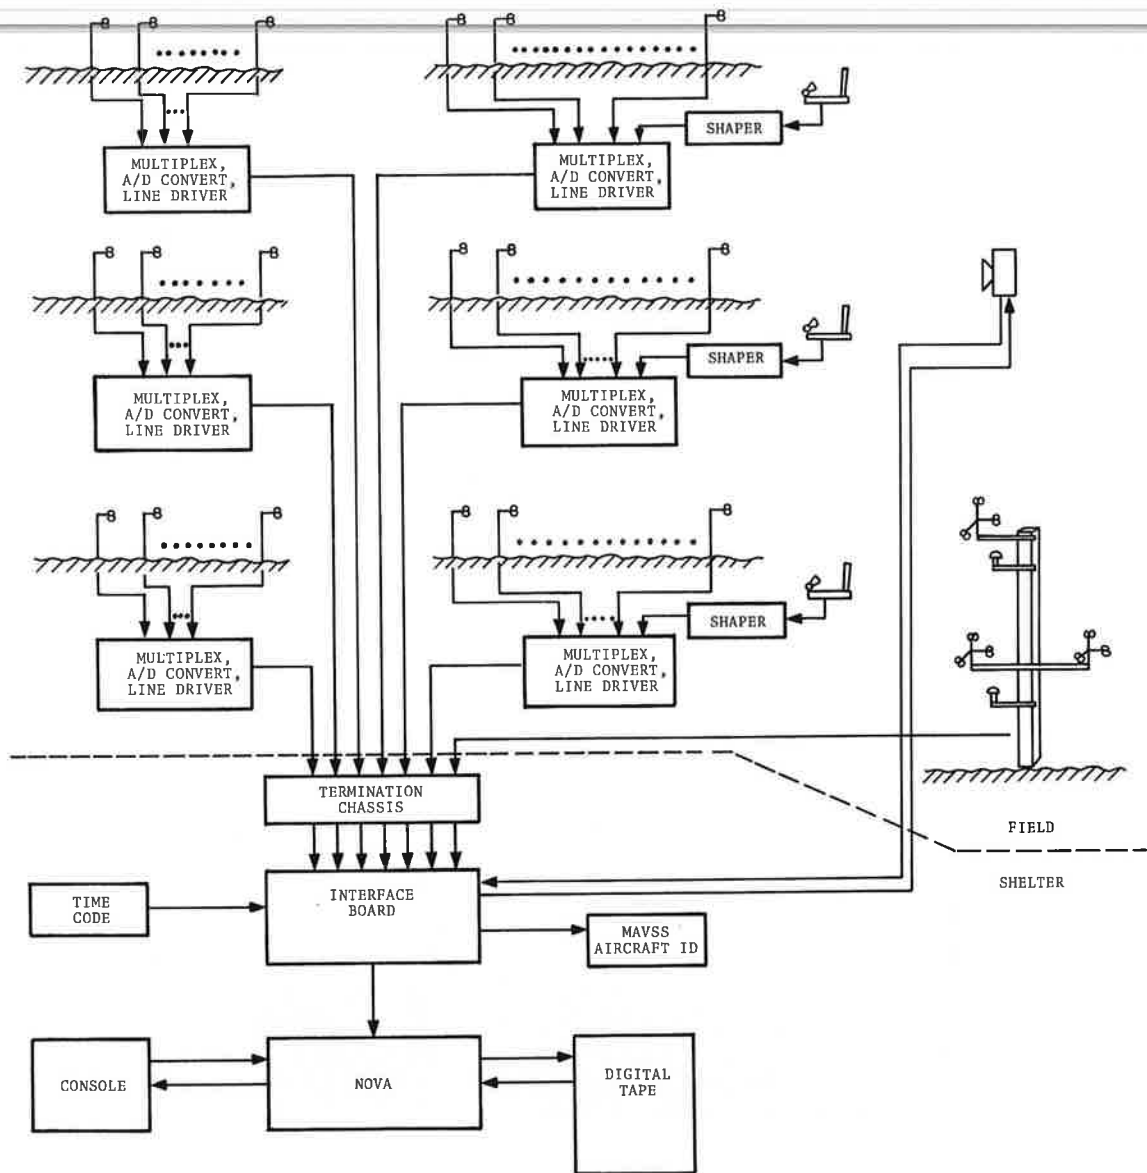 SHAPER
MULTIPLEX,
A/D CONVERT,
LINE DRIVER
MULTIPLEX,
A/D CONVERT,
LINE DRIVER
SHAPER
MULTIPLEX,
A/D CONVERT,
LINE DRIVER
MULTIPLEX,
A/D CONVERT,
LINE DRIVER
SHAPER
MULTIPLEX,
A/D CONVERT,
LINE DRIVER
MULTIPLEX,
A/D CONVERT,
LINE DRIVER
TERMINATION
CHASSIS
FIELD
SHELTER
TIME
CODE
INTERFACE
BOARD
MAVSS
AIRCRAFT ID
CONSOLE
NOVA
DIGITAL
TAPE